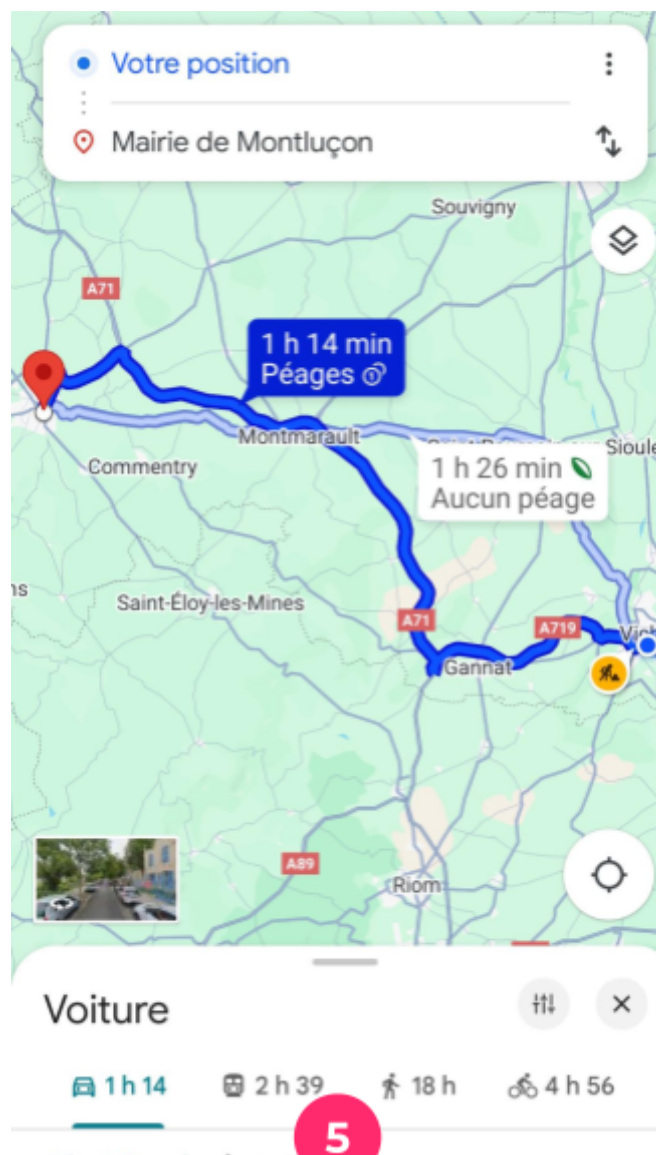 Votre position
Mairie de Montluçon
Souvigny
A71
1 h 14 min
Péages
Montmarault
Sioule
Commentry
1 h 26 min
Aucun péage
Saint-Éloy-les-Mines
A71
A719
Gannat
A89
Riom
Voiture
1 h 14
2 h 39
18 h
4 h 56
5